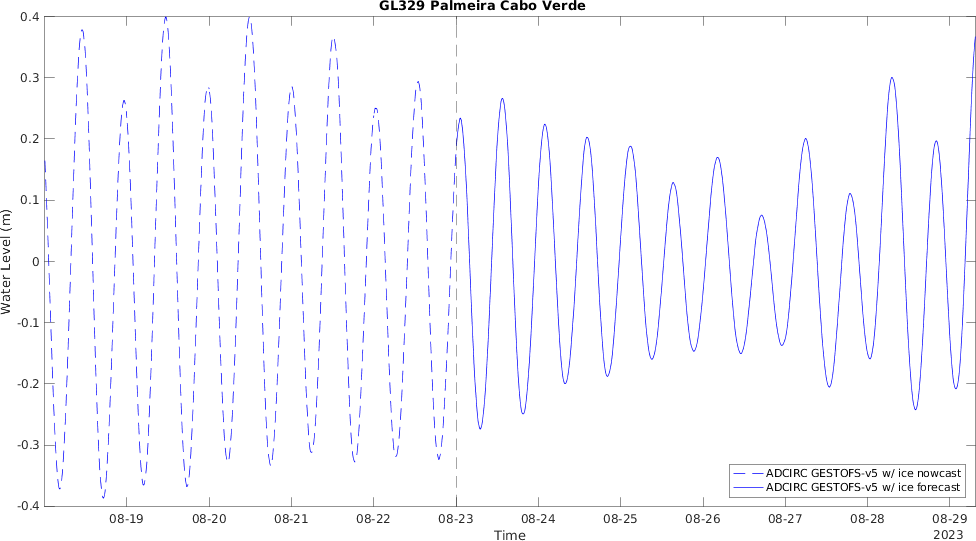 GL329 Palmeira Cabo Verde
0.4
0.3
0.2
0.1
0
-0.1
-0.2
-0.3
-0.4
Water Level (m)
ADCIRC GESTOFS-v5 w/ ice nowcast
ADCIRC GESTOFS-v5 w/ ice forecast
08-19 08-20 08-21 08-22 08-23 08-24 08-25 08-26 08-27 08-28 08-29
Time
2023